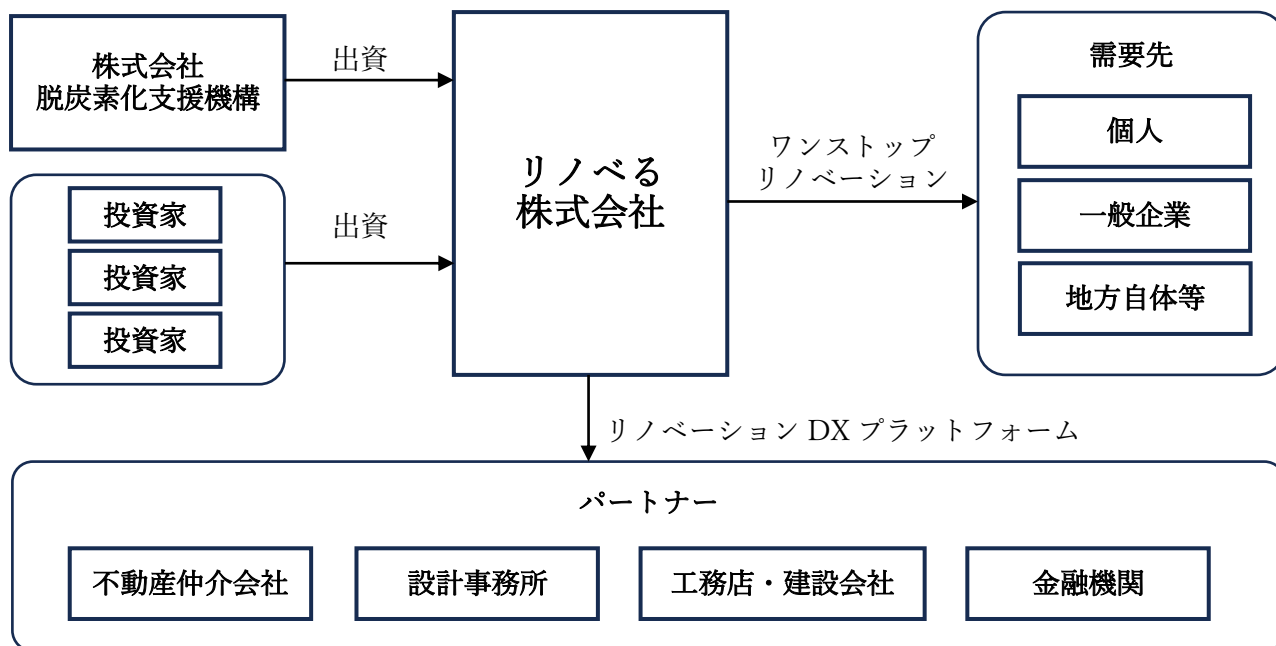 株式会社
脱炭素化支援機構
出資
投資家
投資家
投資家
出資
リノベる
株式会社
ワンストップ
リノベーション
需要先
個人
一般企業
地方自体等
リノベーション DX プラットフォーム
パートナー
不動産仲介会社
設計事務所
工務店・建設会社
金融機関